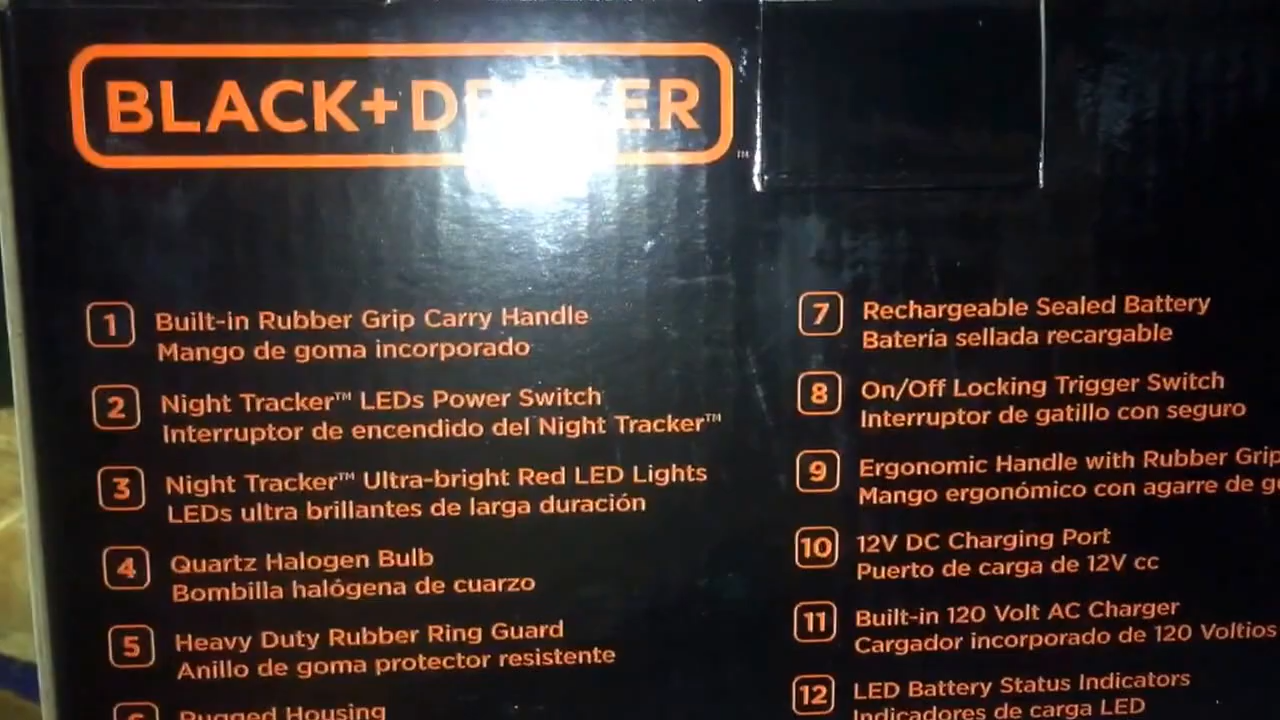 BLACK+DECKER
TM
1
Built-in Rubber Grip Carry Handle
Mango de goma incorporado
2
Night Tracker™ LEDs Power Switch
Interruptor de encendido del Night Tracker™
3
Night Tracker™ Ultra-bright Red LED Lights
LEDs ultra brillantes de larga duración
4
Quartz Halogen Bulb
Bombilla halógena de cuarzo
5
Heavy Duty Rubber Ring Guard
Anillo de goma protector resistente
6
Rugged Housing
7
Rechargeable Sealed Battery
Batería sellada recargable
8
On/Off Locking Trigger Switch
Interruptor de gatillo con seguro
9
Ergonomic Handle with Rubber Grip
Mango ergonómico con agarre de
10
12V DC Charging Port
Puerto de carga de 12V cc
11
Built-in 120 Volt AC Charger
Cargador incorporado de 120 Voltios
12
LED Battery Status Indicators
Indicadores de carga LED